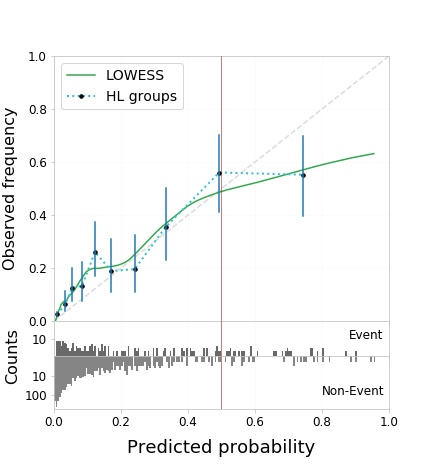 1.0
LOWESS
HL groups
0.8
0.6
0.4
0.2
0.0
Observed frequency
10
Event
10
Non-Event
100
Counts
0.0 0.2 0.4 0.6 0.8 1.0
Predicted probability